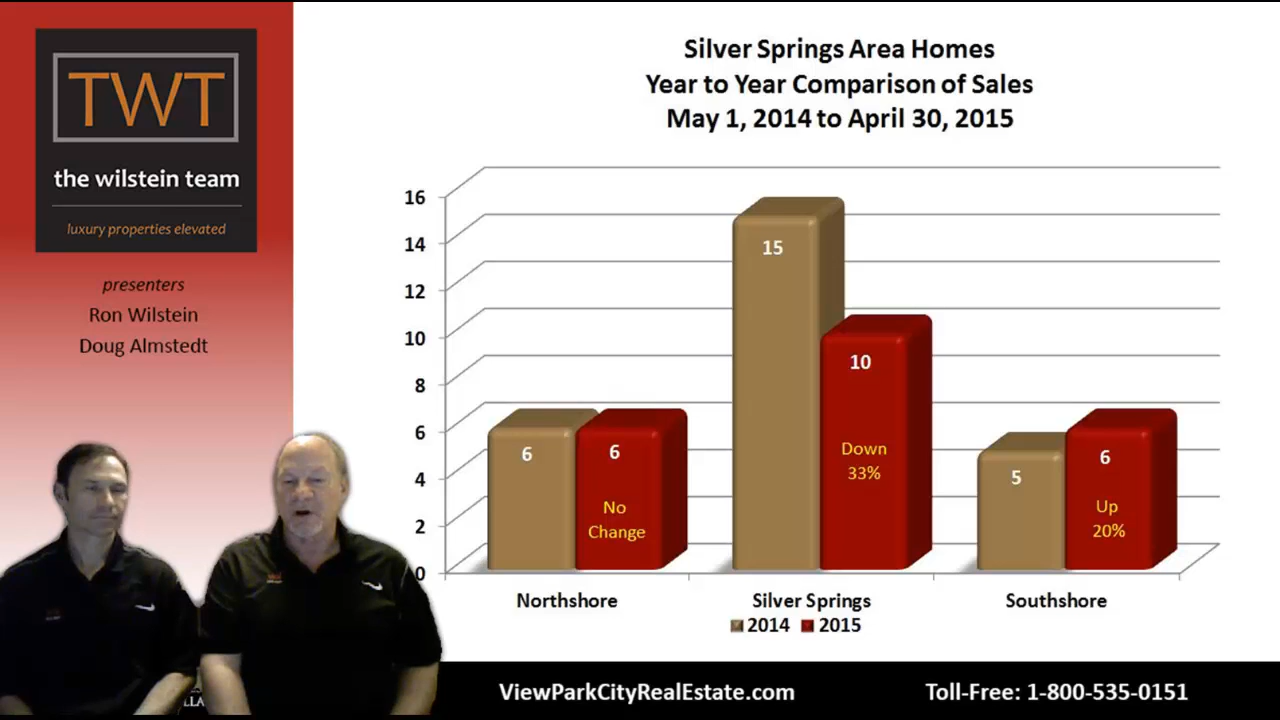 TWT
the wilstein team
luxury properties elevated
presenters
Ron Wilstein
Doug Almstedt
Silver Springs Area Homes
Year to Year Comparison of Sales
May 1, 2014 to April 30, 2015
16
14
12
10
8
6
4
2
0
6
6
No
Change
15
10
Down
33%
5
6
Up
20%
Northshore
Silver Springs
Southshore
2014
2015
ViewParkCityRealEstate.com
Toll-Free: 1-800-535-0151